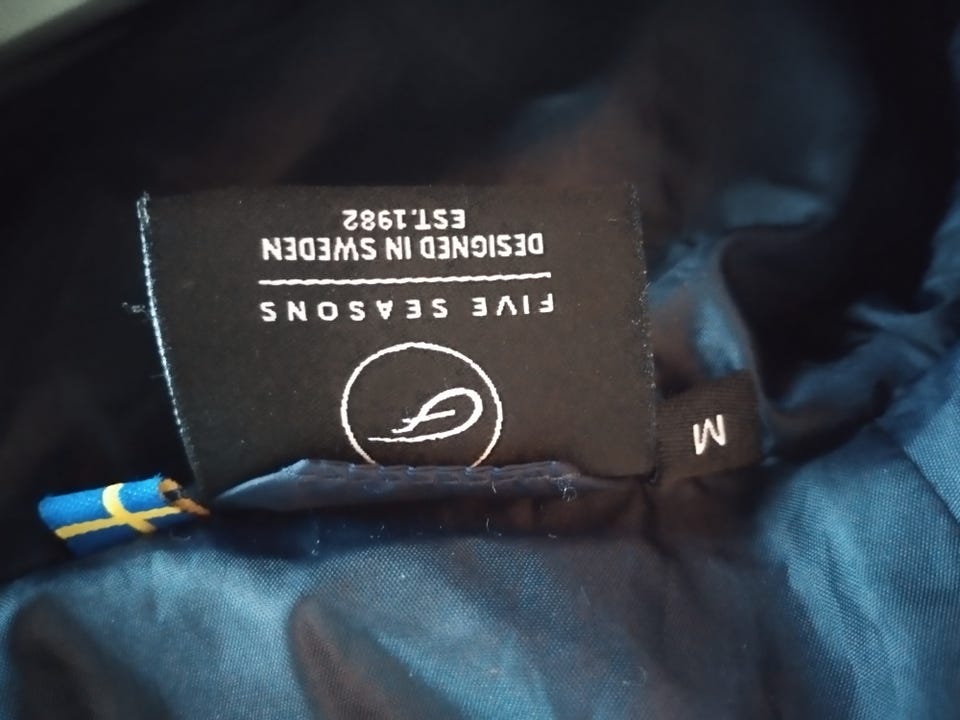 FIVE SEASONS
DESIGNED IN SWEDEN
EST.1982
M